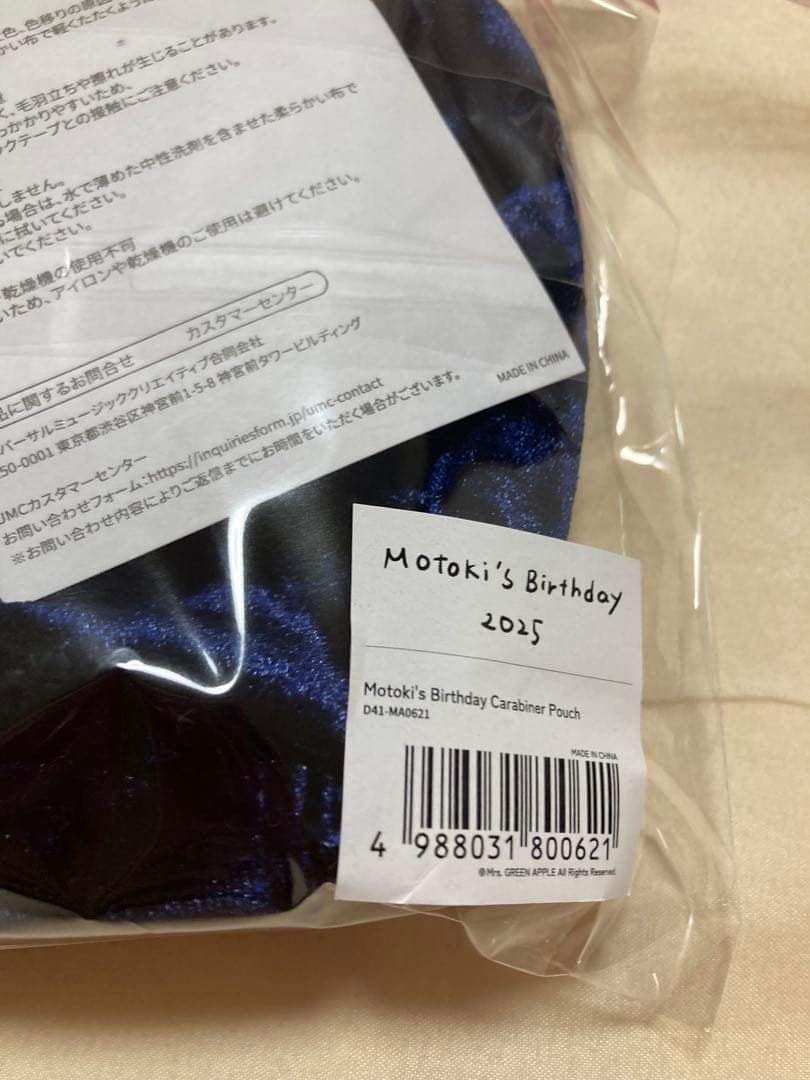 色、色移りの原因
い布で軽くたたくように
く、毛羽立ちや擦れが生じることがあります。
っかかりやすいため、
ックテープとの接触にご注意ください。
しません。
る場合は、水で薄めた中性洗剤を含ませた柔らかい布で
に拭いてください。
いでください。
乾燥機の使用不可
いため、アイロンや乾燥機のご使用は避けてください。
品に関するお問合せ カスタマーセンター
バーサルミュージッククリエイティブ合同会社
50-0001 東京都渋谷区神宮前1-5-8 神宮前タワービルディング
UMCカスタマーセンター
お問い合わせフォーム:https://inquiriesform.jp/umc-contact
※お問い合わせ内容によりご返信までにお時間をいただく場合がございます。
MADE IN CHINA
Motoki's Birthday
2025
Motoki's Birthday Carabiner Pouch
D41-MA0621
MADE IN CHINA
4 988031 800621
©Mrs. GREEN APPLE All Rights Reserved